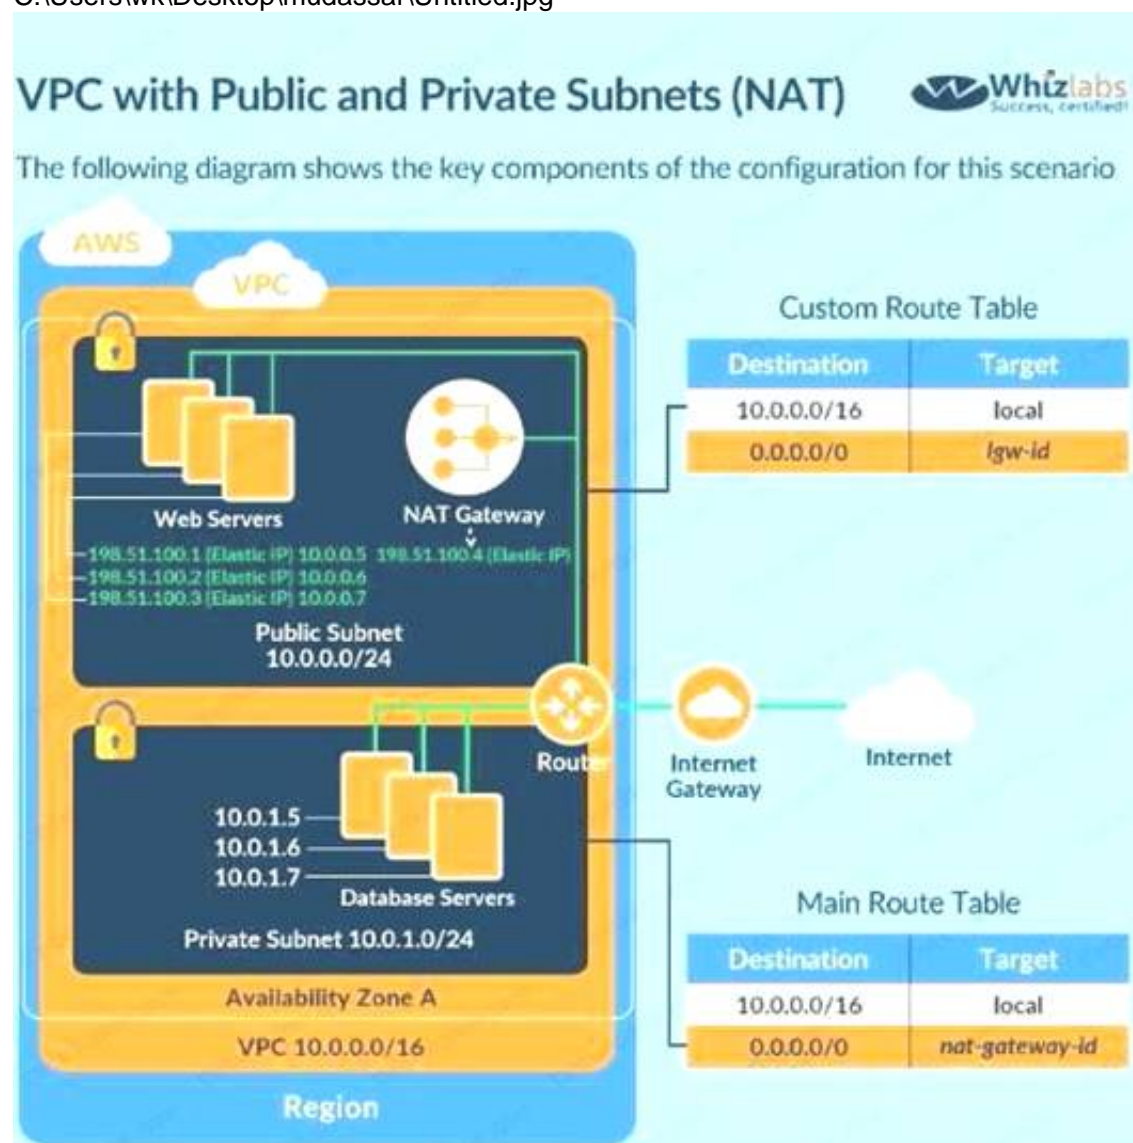 C:\Users\wk\Desktop\mudassar\Untitled.jpg
VPC with Public and Private Subnets (NAT)
Whizlabs
Success, certified!
The following diagram shows the key components of the configuration for this scenario
AWS
VPC
Web Servers
NAT Gateway
198.51.100.1 (Elastic IP) 10.0.0.5
198.51.100.4 (Elastic IP)
198.51.100.2 (Elastic IP) 10.0.0.6
198.51.100.3 (Elastic IP) 10.0.0.7
Public Subnet
10.0.0.0/24
Router
Internet
Gateway
Internet
10.0.1.5
10.0.1.6
10.0.1.7
Database Servers
Private Subnet 10.0.1.0/24
Availability Zone A
VPC 10.0.0.0/16
Region
Custom Route Table
Destination Target
10.0.0.0/16 local
0.0.0.0/0 Igw-id
Main Route Table
Destination Target
10.0.0.0/16 local
0.0.0.0/0 nat-gateway-id